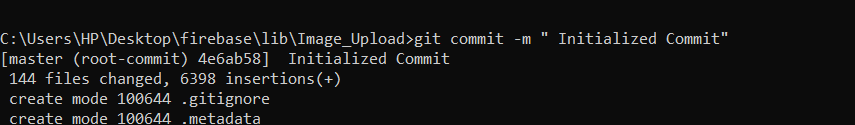 C:\Users\HP\Desktop\firebase\lib\Image_Upload>git commit -m " Initialized Commit"
[master (root-commit) 4e6ab58]  Initialized Commit
 144 files changed, 6398 insertions(+)
 create mode 100644 .gitignore
 create mode 100644 .metadata